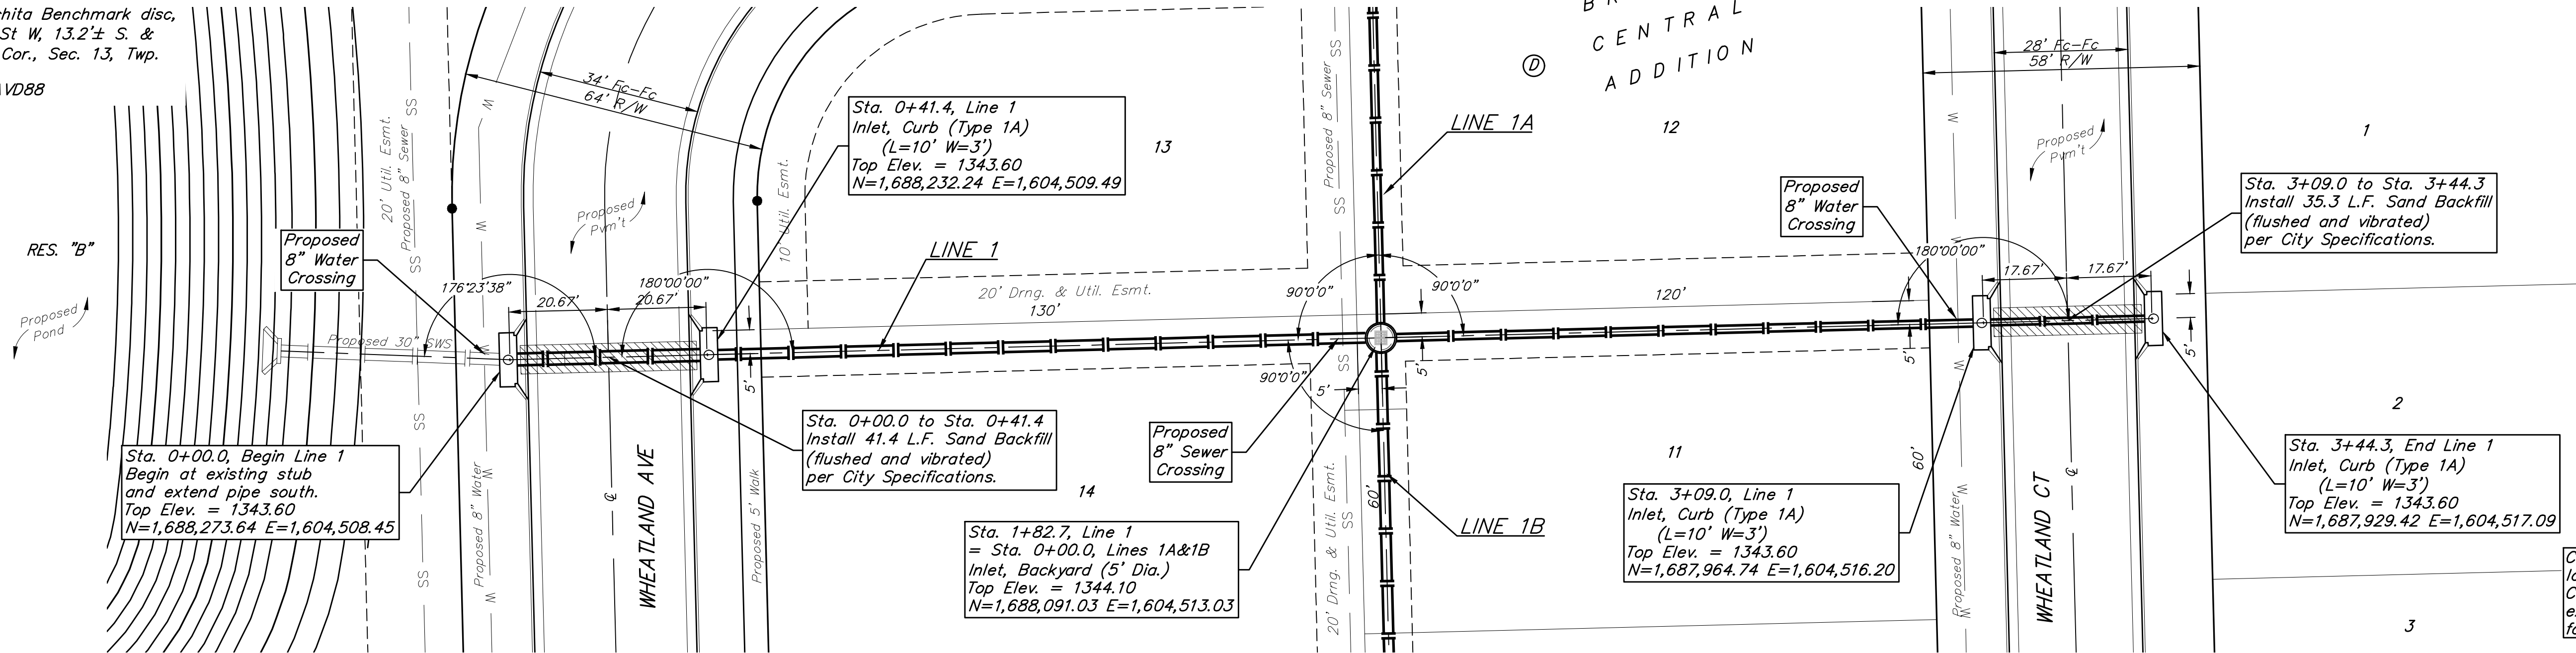 chita Benchmark disc,
St W, 13.2'± S. &
Cor., Sec. 13, Twp.
VD88
RES. "B"
Proposed
Pond
Proposed
8" Water
Crossing
Proposed 30" SWS
Sta. 0+00.0, Begin Line 1
Begin at existing stub
and extend pipe south.
Top Elev. = 1343.60
N=1,688,273.64 E=1,604,508.45
20' Util. Esmt.
SS
Proposed 8" Sewer
SS
SS
SS
SS
W
W
W
W
W
W
Proposed 8" Water
34' Fc-Fc
64' R/W
Proposed
Pvm't
176°23'38"
180°00'00"
20.67'
20.67'
WHEATLAND AVE
℄
Proposed 5' Walk
10' Util. Esmt.
Sta. 0+41.4, Line 1
Inlet, Curb (Type 1A)
(L=10' W=3')
Top Elev. = 1343.60
N=1,688,232.24 E=1,604,509.49
13
LINE 1
20' Drng. & Util. Esmt.
130'
5'
Sta. 0+00.0 to Sta. 0+41.4
Install 41.4 L.F. Sand Backfill
(flushed and vibrated)
per City Specifications.
14
Sta. 1+82.7, Line 1
= Sta. 0+00.0, Lines 1A&1B
Inlet, Backyard (5' Dia.)
Top Elev. = 1344.10
N=1,688,091.03 E=1,604,513.03
Proposed
8" Sewer
Crossing
SS
Proposed 8" Sewer
SS
SS
SS
SS
20' Drng. & Util. Esmt.
90°0'0"
90°0'0"
90°0'0"
5'
5'
60'
LINE 1A
LINE 1B
D
CENTRAL
ADDITION
12
120'
11
Proposed
8" Water
Crossing
180°00'00"
5'
60'
Sta. 3+09.0, Line 1
Inlet, Curb (Type 1A)
(L=10' W=3')
Top Elev. = 1343.60
N=1,687,964.74 E=1,604,516.20
28' Fc-Fc
58' R/W
W
W
W
W
W
Proposed 8" Water
Proposed
Pvm't
17.67'
17.67'
WHEATLAND CT
℄
5'
1
Sta. 3+09.0 to Sta. 3+44.3
Install 35.3 L.F. Sand Backfill
(flushed and vibrated)
per City Specifications.
2
Sta. 3+44.3, End Line 1
Inlet, Curb (Type 1A)
(L=10' W=3')
Top Elev. = 1343.60
N=1,687,929.42 E=1,604,517.09
3